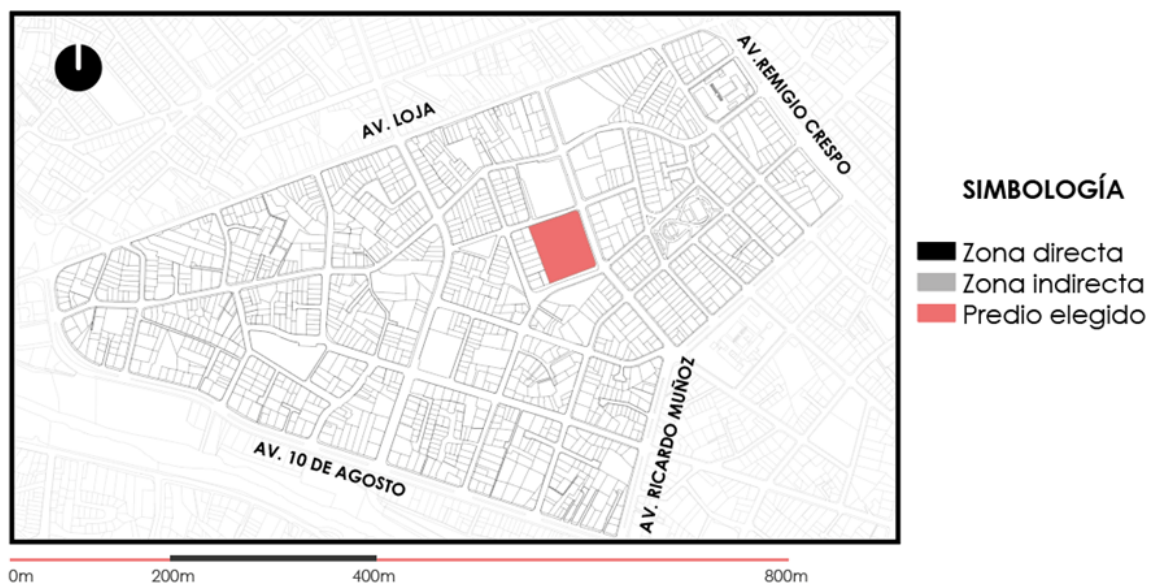 AV. REMIGIO CRESPO
AV. LOJA
AV. RICARDO MUÑOZ
AV. 10 DE AGOSTO
SIMBOLOGÍA
Zona directa
Zona indirecta
Predio elegido
0m 200m 400m 800m